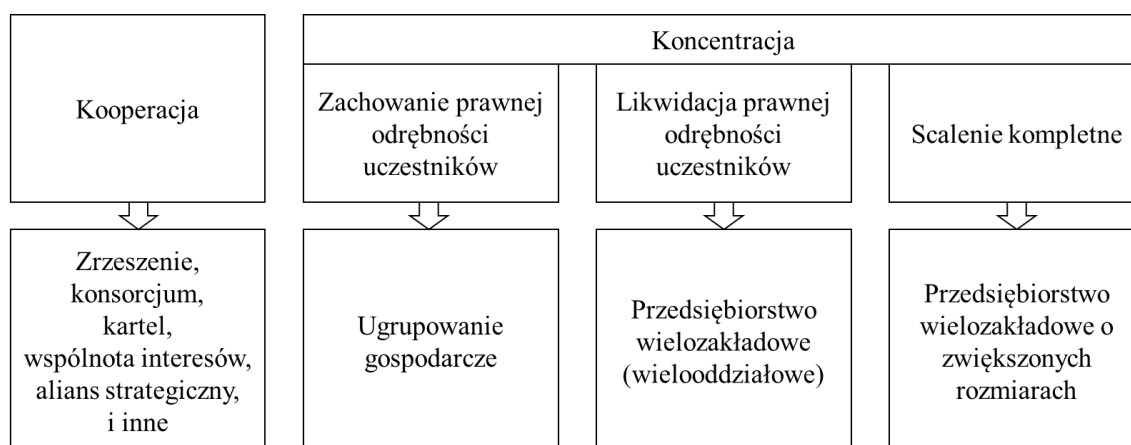 Kooperacja
Koncentracja
Zachowanie prawnej
odrębności
uczestników
Likwidacja prawnej
odrębności
uczestników
Scalenie kompletne
Zrzeszenie,
konsorcjum,
kartel,
wspólnota interesów,
alians strategiczny,
i inne
Ugrupowanie
gospodarcze
Przedsiębiorstwo
wielozakładowe
(wielooddziałowe)
Przedsiębiorstwo
wielozakładowe o
zwiększonych
rozmiarach